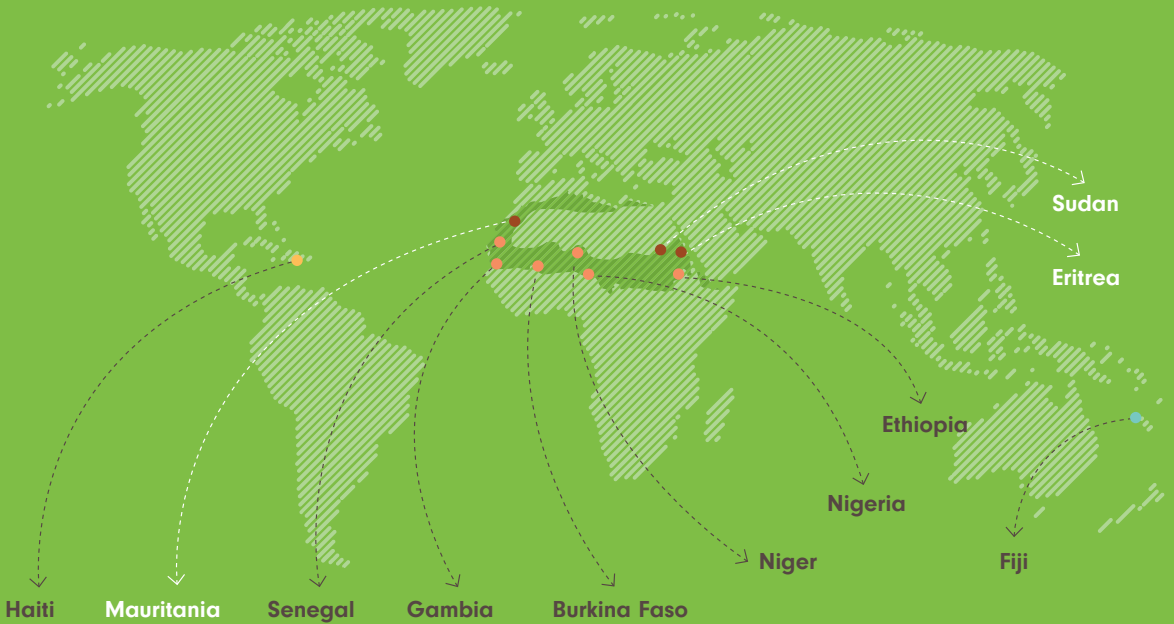 Sudan
Eritrea
Ethiopia
Nigeria
Niger
Fiji
Haiti
Mauritania
Senegal
Gambia
Burkina Faso